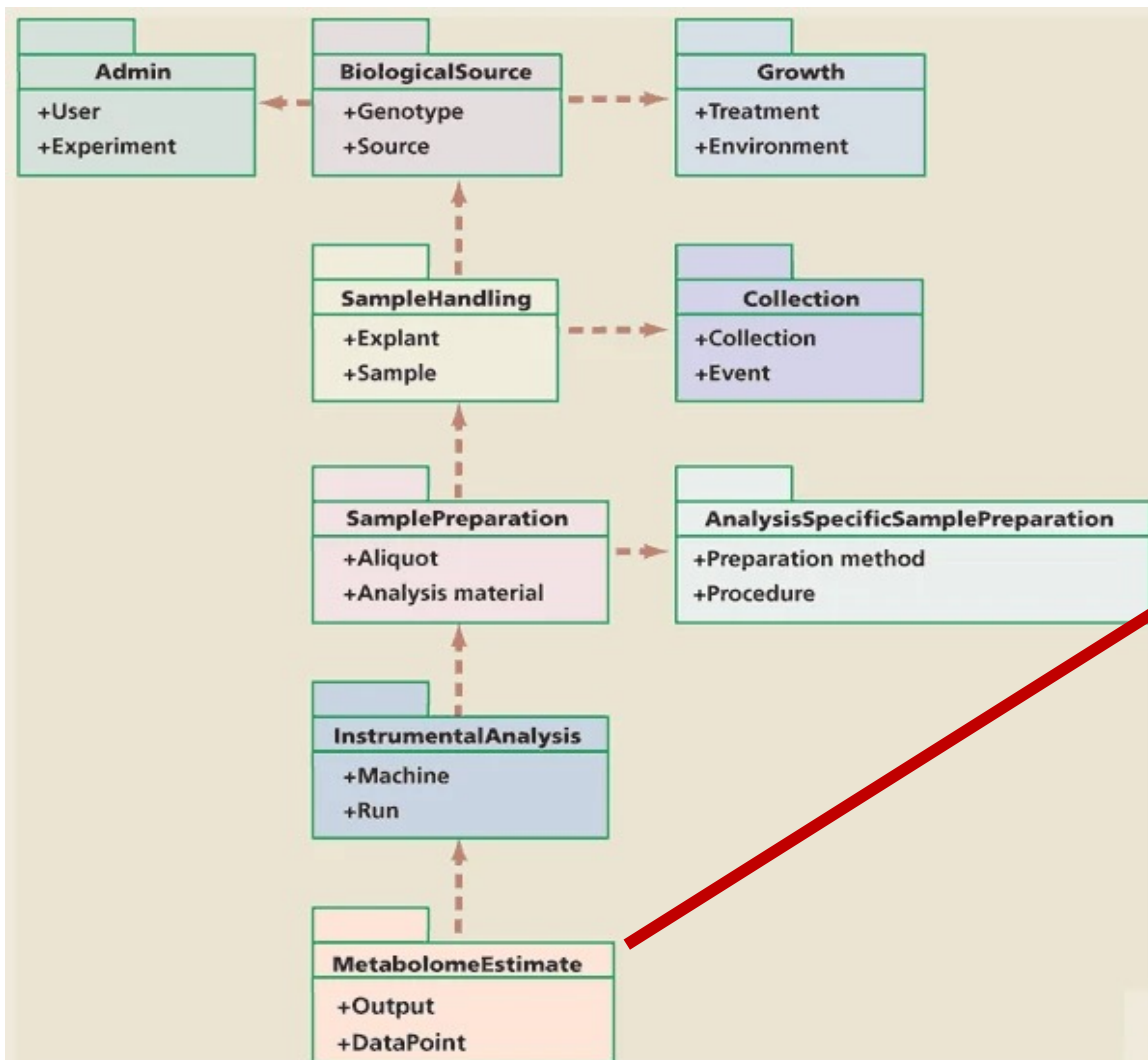 Admin
+User
+Experiment
BiologicalSource
+Genotype
+Source
Growth
+Treatment
+Environment
SampleHandling
+Explant
+Sample
Collection
+Collection
+Event
SamplePreparation
+Aliquot
+Analysis material
AnalysisSpecificSamplePreparation
+Preparation method
+Procedure
InstrumentalAnalysis
+Machine
+Run
MetabolomeEstimate
+Output
+DataPoint